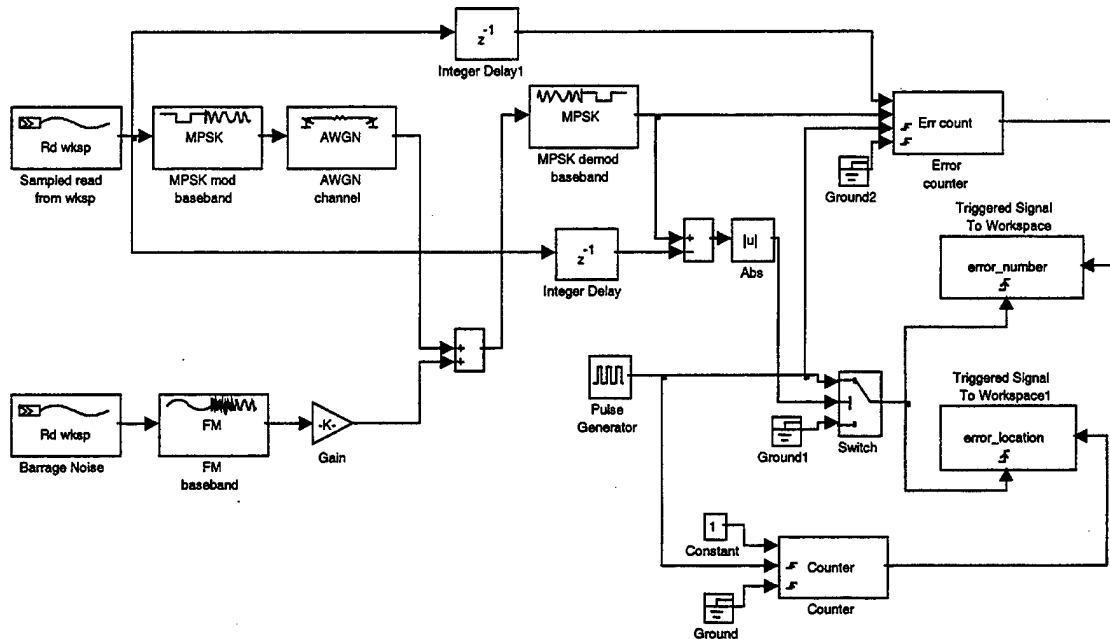 z-1
Integer Delay1
Rd wksp
Sampled read
from wksp
MPSK
MPSK mod
baseband
AWGN
AWGN
channel
MPSK
MPSK demod
baseband
Err count
Error
counter
Ground2
z-1
Integer Delay
+
−
|u|
Abs
Triggered Signal
To Workspace
error_number
+
+
Rd wksp
Barrage Noise
FM
FM
baseband
-K-
Gain
Pulse
Generator
Ground1
Switch
Triggered Signal
To Workspace1
error_location
1
Constant
Counter
Counter
Ground